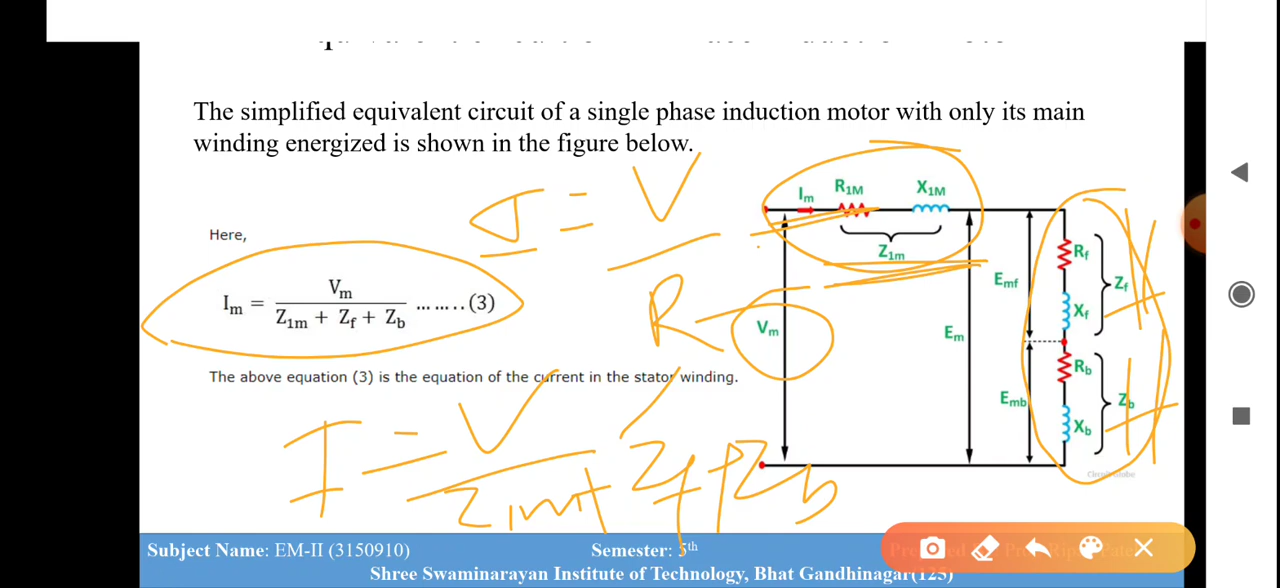 The simplified equivalent circuit of a single phase induction motor with only its main
winding energized is shown in the figure below.
I = V
R
Here,
Im = Vm / (Z1m + Zf + Zb) ........(3)
The above equation (3) is the equation of the current in the stator winding.
I = V / (Z1m + Zf + Zb)
Im
R1M
X1M
Z1m
Vm
Em
Emf
Emb
Rf
Xf
Zf
Rb
Xb
Zb
Subject Name: EM-II (3150910)
Semester: 5th
Shree Swaminarayan Institute of Technology, Bhat Gandhinagar(125)